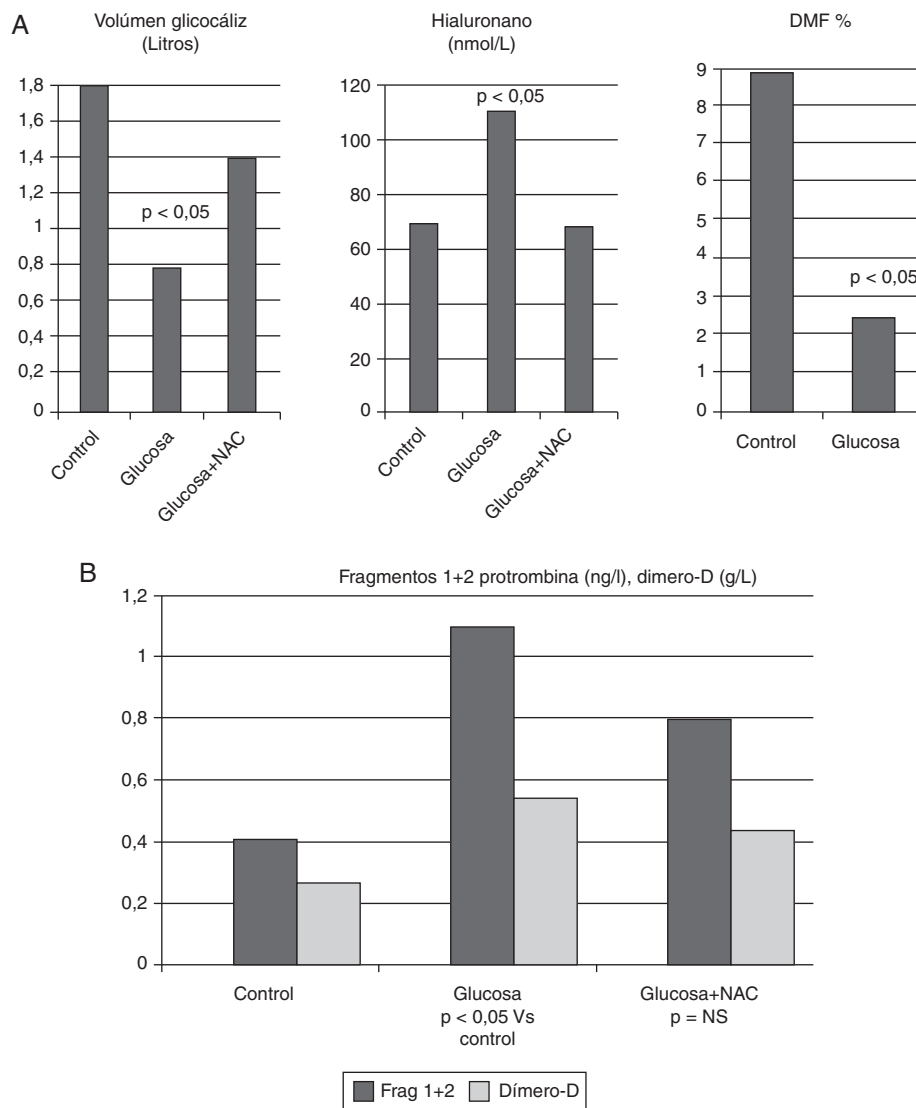 A
Volúmen glicocáliz
(Litros)
1,8
1,6
1,4
1,2
1
0,8
0,6
0,4
0,2
0
p < 0,05
Control
Glucosa
Glucosa+NAC
Hialuronano
(nmol/L)
120
100
80
60
40
20
0
p < 0,05
Control
Glucosa
Glucosa+NAC
DMF %
9
8
7
6
5
4
3
2
1
0
p < 0,05
Control
Glucosa
B
Fragmentos 1+2 protrombina (ng/l), dimero-D (g/L)
1,2
1
0,8
0,6
0,4
0,2
0
Control
Glucosa
p < 0,05 Vs
control
Glucosa+NAC
p = NS
Frag 1+2
Dímero-D